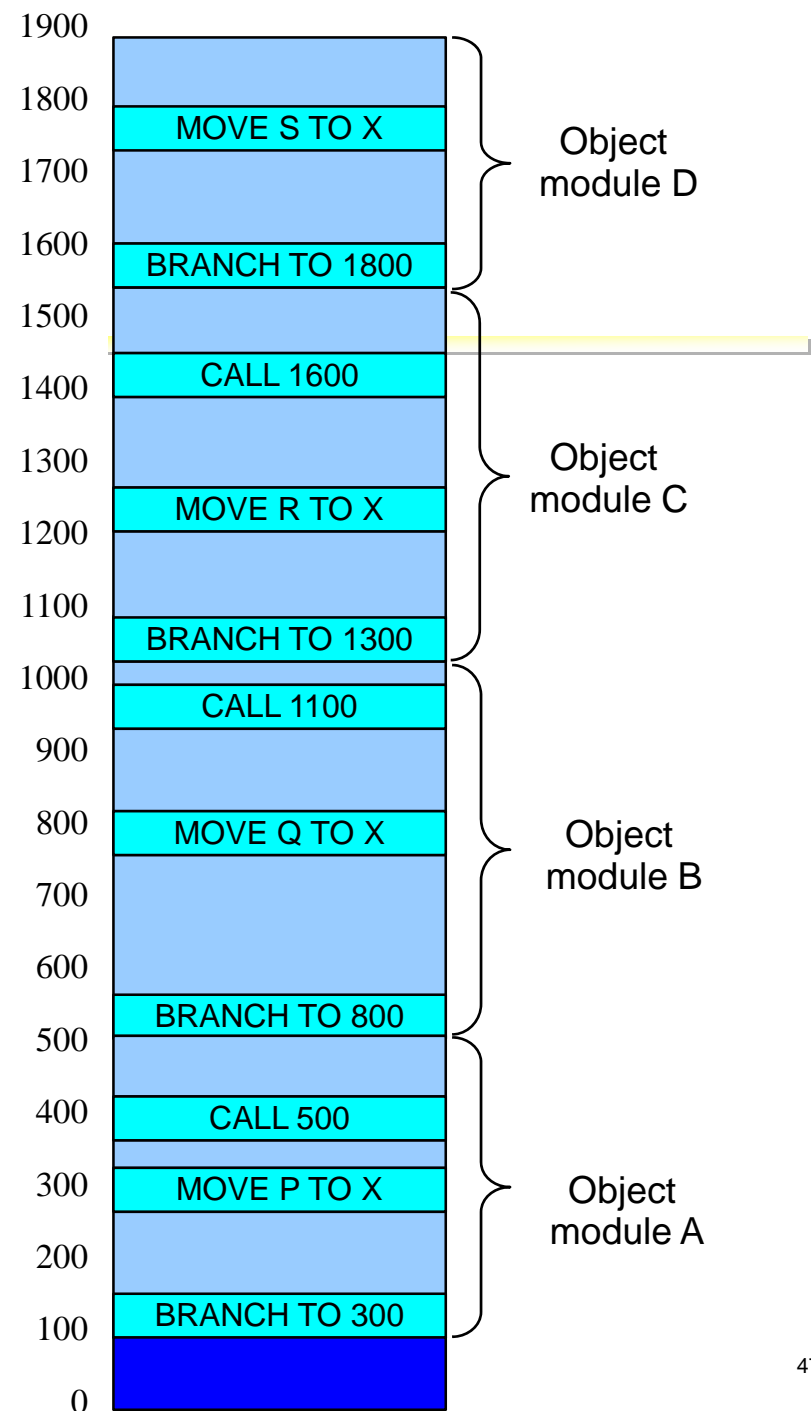 1900
1800
MOVE S TO X
Object
module D
1700
1600
BRANCH TO 1800
1500
CALL 1600
1400
1300
Object
module C
MOVE R TO X
1200
1100
BRANCH TO 1300
1000
CALL 1100
900
800
MOVE Q TO X
Object
module B
700
600
BRANCH TO 800
500
400
CALL 500
300
MOVE P TO X
Object
module A
200
BRANCH TO 300
100
47
0